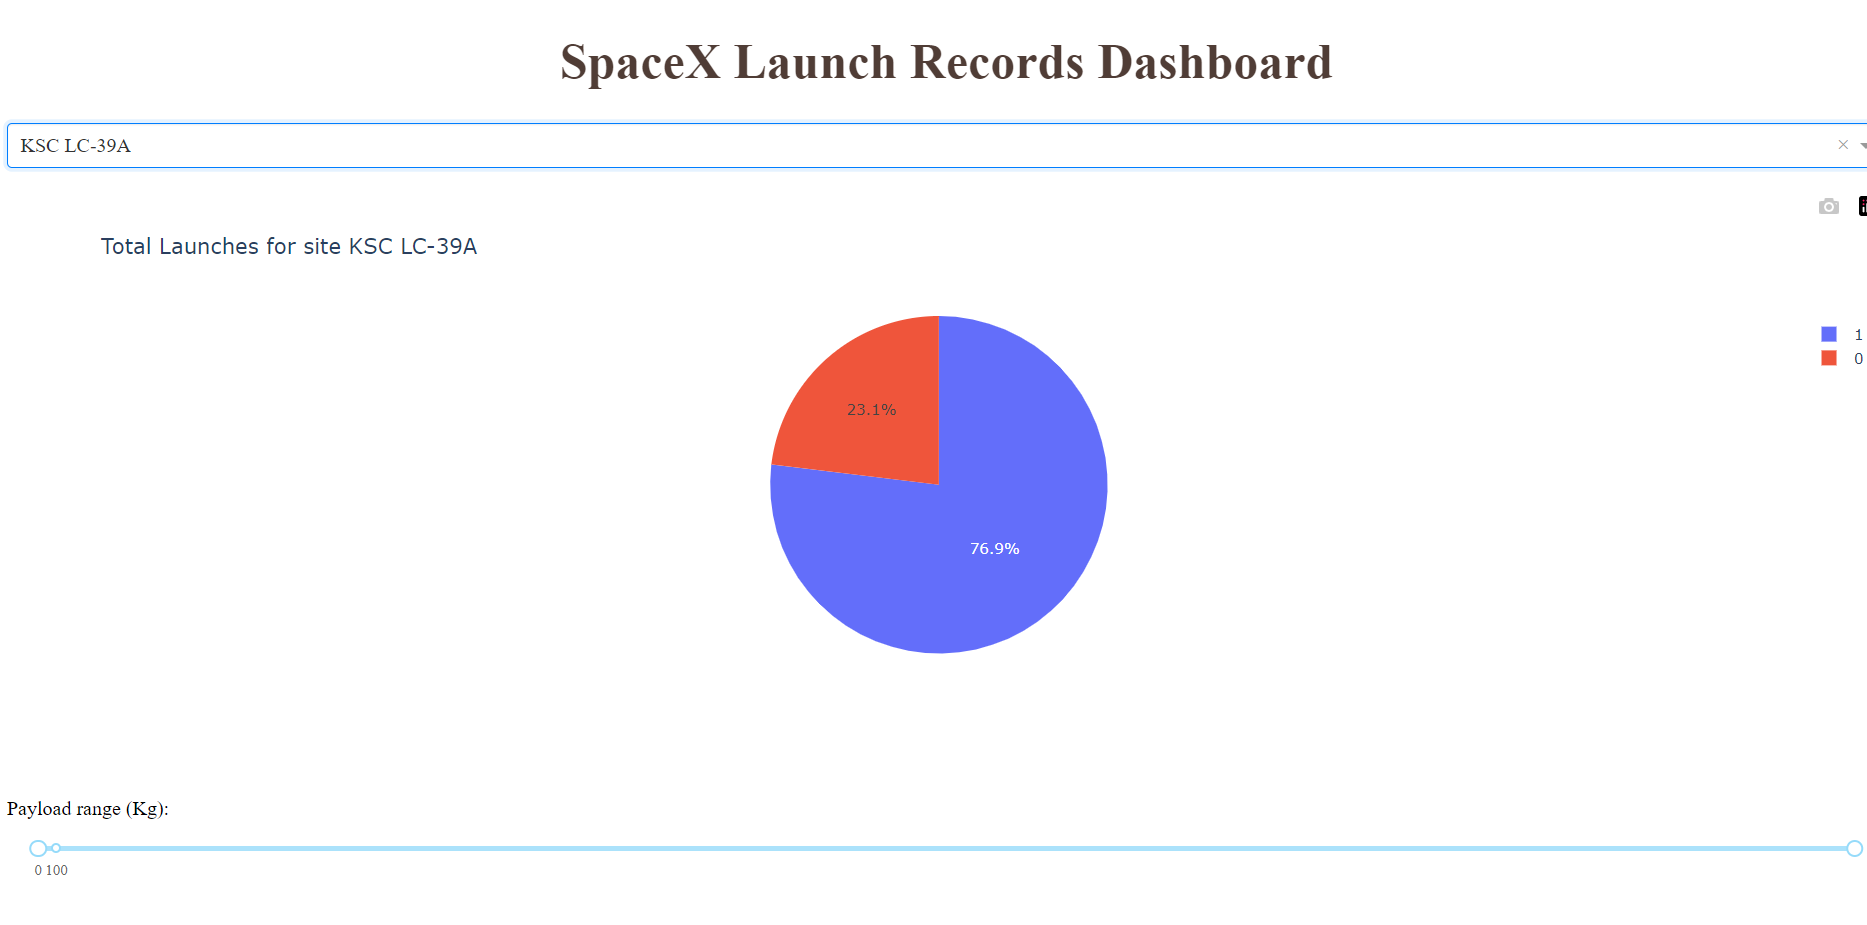 SpaceX Launch Records Dashboard
KSC LC-39A
Total Launches for site KSC LC-39A
1
0
23.1%
76.9%
Payload range (Kg):
0 100